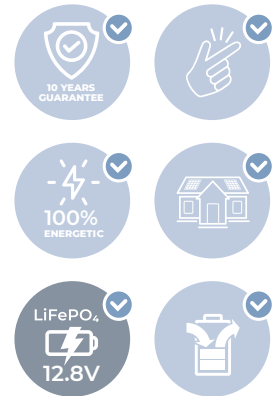 10 YEARS
GUARANTEE
100%
ENERGETIC
LiFePO₄
12.8V